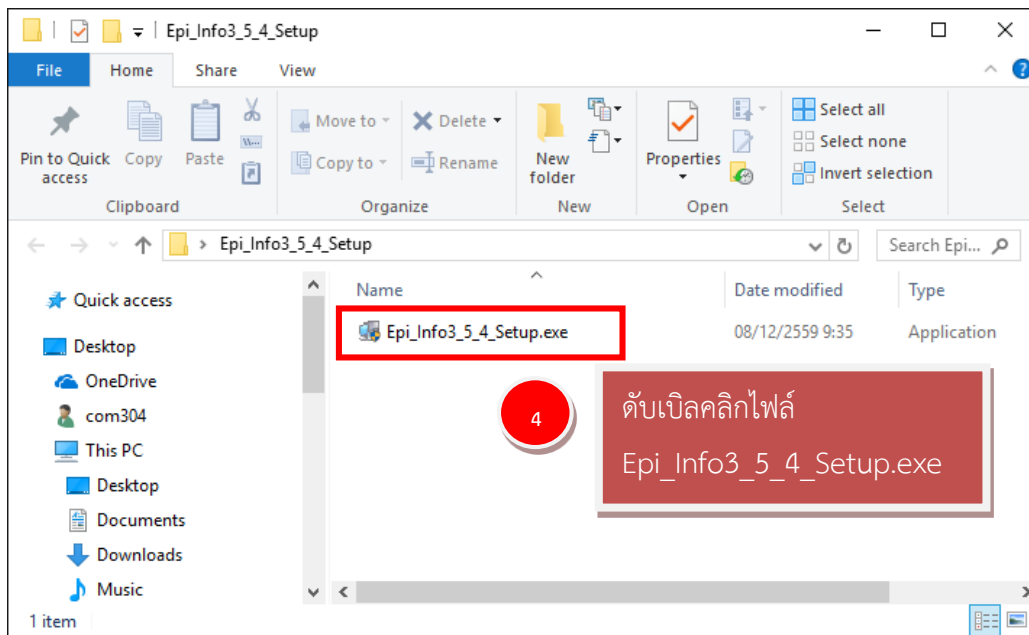 Epi_Info3_5_4_Setup
File Home Share View
Pin to Quick access
Copy
Paste
Move to
Copy to
Delete
Rename
New folder
Properties
Select all
Select none
Invert selection
Clipboard Organize New Open Select
Epi_Info3_5_4_Setup
Search Epi...
Name Date modified Type
Epi_Info3_5_4_Setup.exe 08/12/2559 9:35 Application
Quick access
Desktop
OneDrive
com304
This PC
Desktop
Documents
Downloads
Music
4
ดับเบิลคลิกไฟล์
Epi_Info3_5_4_Setup.exe
1 item